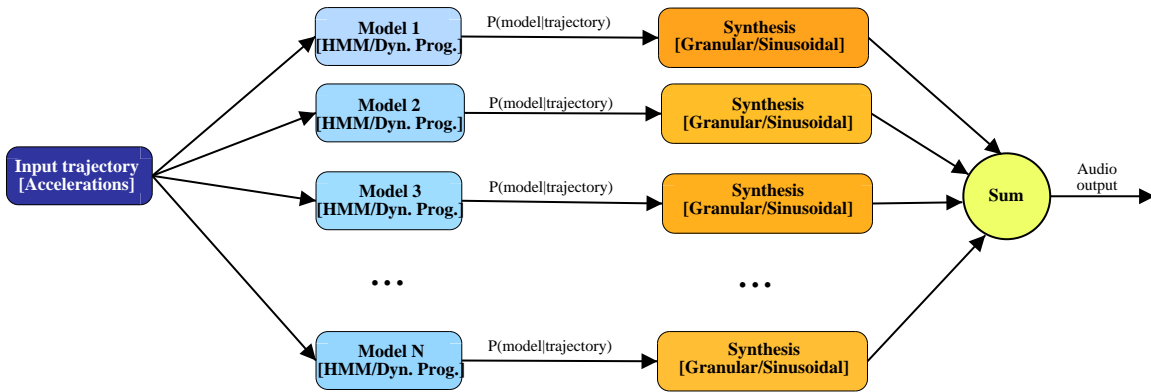 Model 1
[HMM/Dyn. Prog.]
P(model|trajectory)
Synthesis
[Granular/Sinusoidal]
Model 2
[HMM/Dyn. Prog.]
P(model|trajectory)
Synthesis
[Granular/Sinusoidal]
Input trajectory
[Accelerations]
Model 3
[HMM/Dyn. Prog.]
P(model|trajectory)
Synthesis
[Granular/Sinusoidal]
Sum
Audio
output
...
...
Model N
[HMM/Dyn. Prog.]
P(model|trajectory)
Synthesis
[Granular/Sinusoidal]